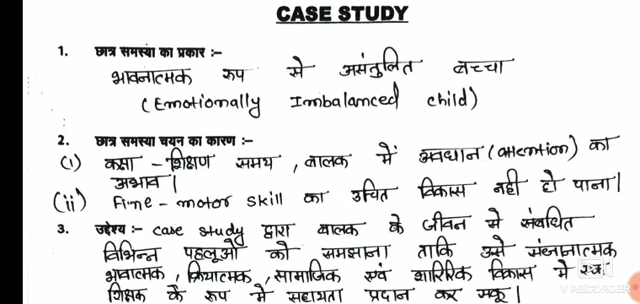 CASE STUDY
1. छात्र समस्या का प्रकार :-
भावनात्मक रूप से असंतुलित बच्चा
(Emotionally Imbalanced child)
2. छात्र समस्या चयन का कारण :-
(i) कक्षा - शिक्षण समय, बालक में अवधान (attention) का
अभाव।
(ii) Fine-motor skill का उचित विकास नही हो पाना।
3. उद्देश्य :- case study द्वारा बालक के जीवन से संबंधित
विभिन्न पहलूओं को समझाना ताकि उसे संज्ञानात्मक
भावात्मक, क्रियात्मक, सामाजिक एवं शारिरिक विकास में
शिक्षक के रूप में सहायता प्रदान कर सकू।
V RECORDER